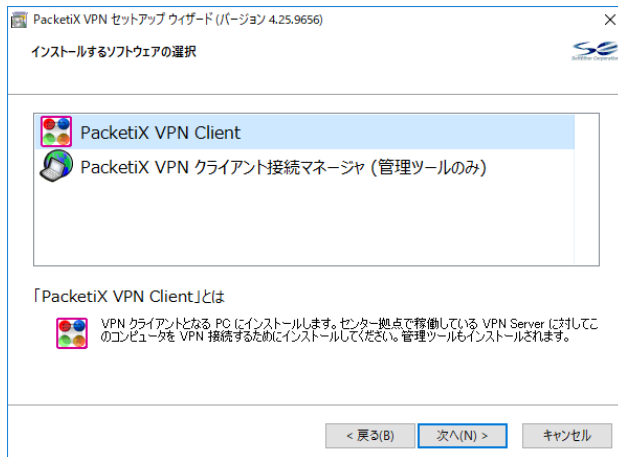 PacketiX VPN セットアップ ウィザード (バージョン 4.25.9656)
インストールするソフトウェアの選択
SoftEther Corporation
PacketiX VPN Client
PacketiX VPN クライアント接続マネージャ (管理ツールのみ)
「PacketiX VPN Client」とは
VPN クライアントとなる PC にインストールします。センター拠点で稼働している VPN Server に対してこ
のコンピュータを VPN 接続するためにインストールしてください。管理ツールもインストールされます。
< 戻る(B)
次へ(N) >
キャンセル